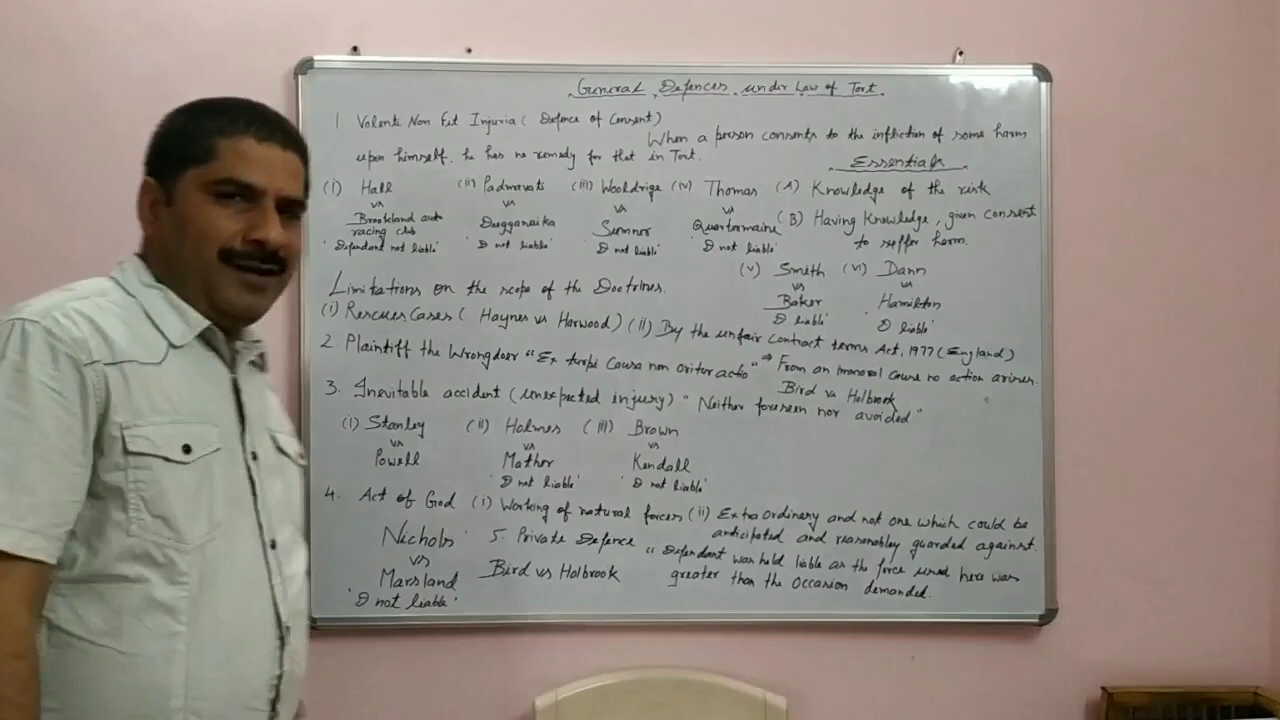 General Defences under Law of Tort
1 Volenti Non Fit Injuria ( Defence of Consent )
When a person consents to the infliction of some harm
upon himself, he has no remedy for that in Tort.
Essentials
(i) Hall (ii) Padmavati (iii) Wooldrige (iv) Thomas (A) Knowledge of the risk
vs vs vs vs
Brookland auto racing club Dugganaika Sumner Quartermaine (B) Having Knowledge, given consent to suffer harm.
'Defendant not liable' 'D not liable' 'D not liable' 'D not liable'
(v) Smith (vi) Dann
vs vs
Baker Hamilton
'D liable' 'D liable'
Limitations on the scope of the Doctrines.
(i) Rescues Cases ( Haynes vs Harwood ) (ii) By the unfair contract terms Act, 1977 ( England )
2 Plaintiff the Wrongdoer "Ex turpi Causa non oritur actio" ⇒ From an immoral cause no action arises.
Bird vs Holbrook
3. Inevitable accident (unexpected injury) "Neither foreseen nor avoided"
(i) Stanley (ii) Holmes (iii) Brown
vs vs vs
Powell Mather Kendall
'D not liable' 'D not liable'
4. Act of God (i) Working of natural forces (ii) Extra Ordinery and not one which could be
anticipated and reasonabley guarded against.
Nichols
vs
Marsland
'D not liable'
5. Private Defence
Bird vs Holbrook
"Defendant was held liable as the force used here was
greater than the Occasion demanded.